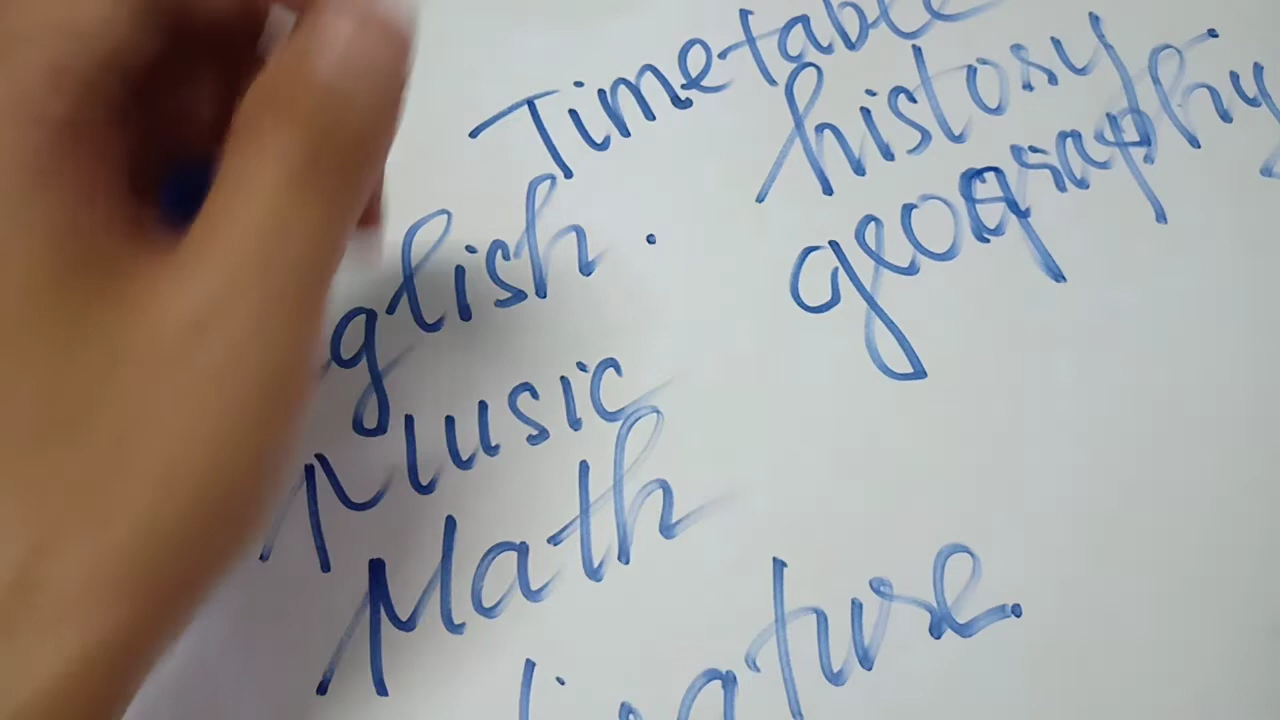 Timetable
history
geography
glish.
Music
Math